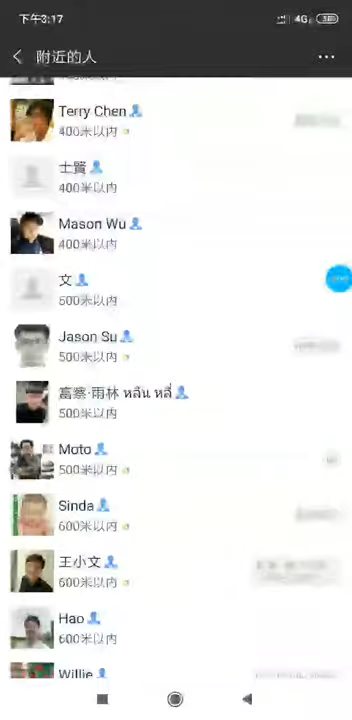 下午3:17
4G
附近的人
Terry Chen
400米以内
士賢
400米以内
Mason Wu
400米以内
文
500米以内
Jason Su
500米以内
富察·雨林 หลิน หลี่
500米以内
Moto
500米以内
Sinda
600米以内
王小文
600米以内
Hao
600米以内
Willie